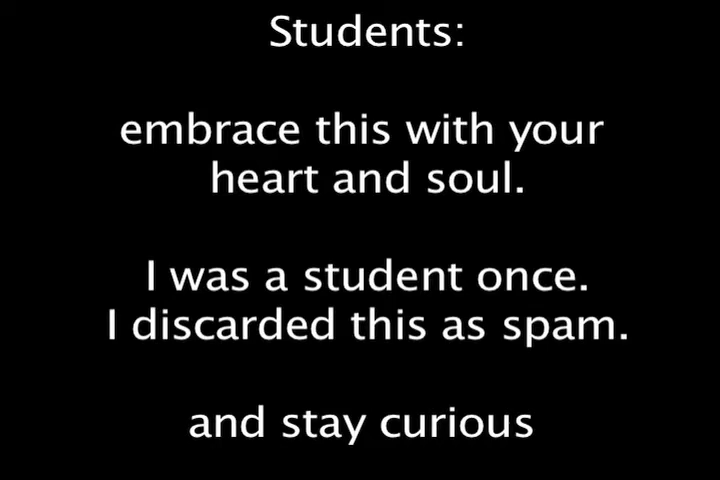 Students:
embrace this with your
heart and soul.
I was a student once.
I discarded this as spam.
and stay curious